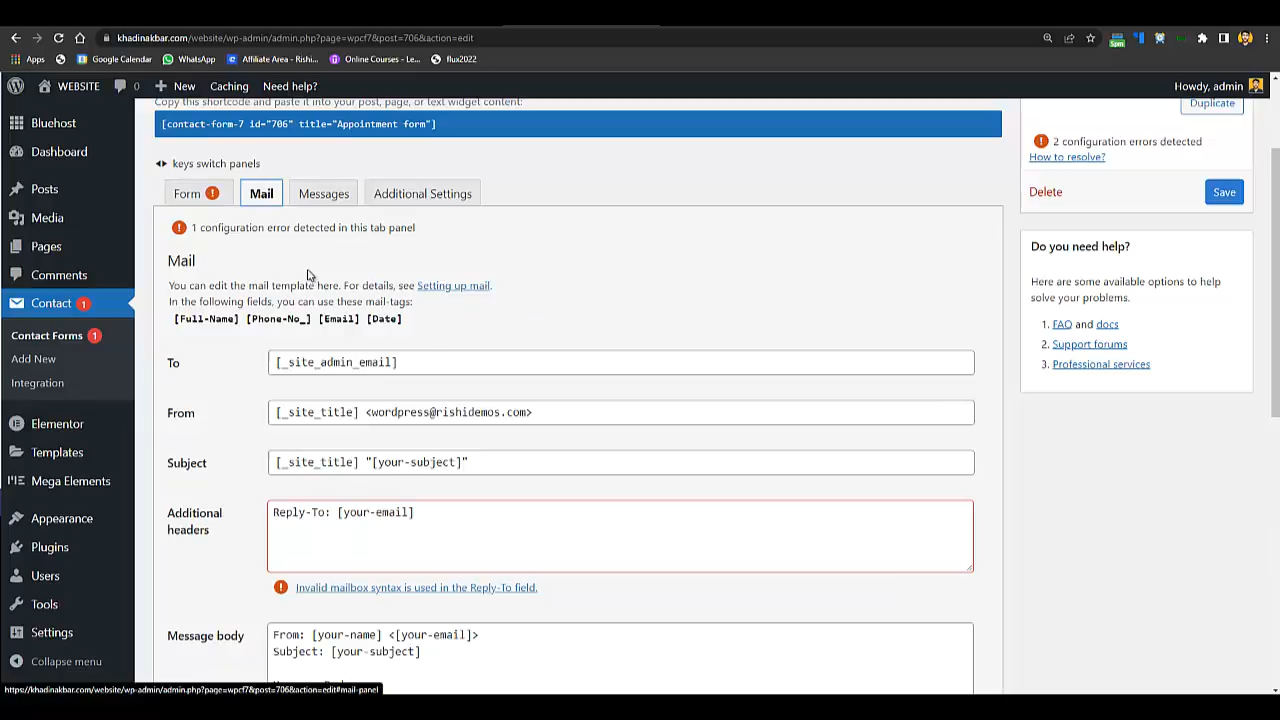 khadinakbar.com/website/wp-admin/admin.php?page=wpcf7&post=706&action=edit
Apps
Google Calendar
WhatsApp
Affiliate Area - Rishi...
Online Courses - Le...
flux2022
5pm
WEBSITE
0
New
Caching
Need help?
Howdy, admin
Bluehost
Dashboard
Posts
Media
Pages
Comments
Contact 1
Contact Forms 1
Add New
Integration
Elementor
Templates
Mega Elements
Appearance
Plugins
Users
Tools
Settings
Collapse menu
Copy this shortcode and paste it into your post, page, or text widget content:
[contact-form-7 id="706" title="Appointment form"]
keys switch panels
Form ! Mail Messages Additional Settings
! 1 configuration error detected in this tab panel
Mail
You can edit the mail template here. For details, see Setting up mail.
In the following fields, you can use these mail-tags:
[Full-Name] [Phone-No_] [Email] [Date]
To [_site_admin_email]
From [_site_title] <wordpress@rishidemos.com>
Subject [_site_title] "[your-subject]"
Additional
headers
Reply-To: [your-email]
! Invalid mailbox syntax is used in the Reply-To field.
Message body
From: [your-name] <[your-email]>
Subject: [your-subject]
Duplicate
! 2 configuration errors detected
How to resolve?
Delete
Save
Do you need help?
Here are some available options to help
solve your problems.
1. FAQ and docs
2. Support forums
3. Professional services
https://khadinakbar.com/website/wp-admin/admin.php?page=wpcf7&post=706&action=edit#mail-panel